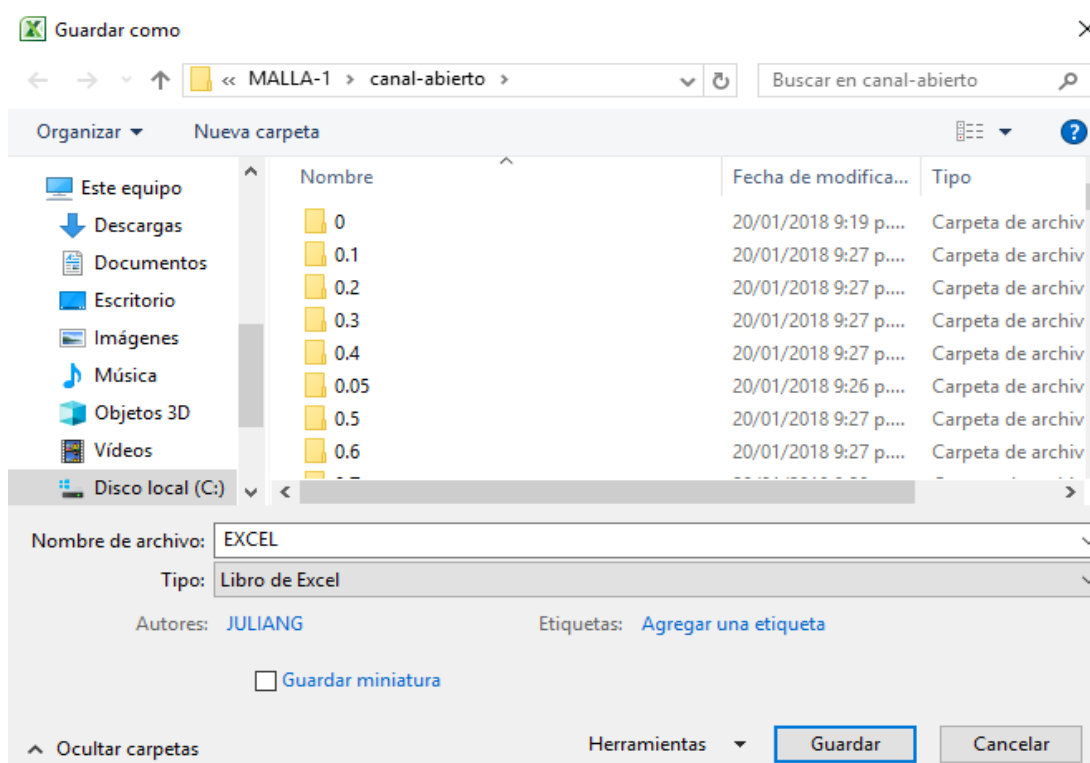 Guardar como
« MALLA-1 > canal-abierto >
Buscar en canal-abierto
Organizar
Nueva carpeta
Este equipo
Descargas
Documentos
Escritorio
Imágenes
Música
Objetos 3D
Vídeos
Disco local (C:)
Nombre Fecha de modifica... Tipo
0 20/01/2018 9:19 p.... Carpeta de archiv
0.1 20/01/2018 9:27 p.... Carpeta de archiv
0.2 20/01/2018 9:27 p.... Carpeta de archiv
0.3 20/01/2018 9:27 p.... Carpeta de archiv
0.4 20/01/2018 9:27 p.... Carpeta de archiv
0.05 20/01/2018 9:26 p.... Carpeta de archiv
0.5 20/01/2018 9:27 p.... Carpeta de archiv
0.6 20/01/2018 9:27 p.... Carpeta de archiv
Nombre de archivo: EXCEL
Tipo: Libro de Excel
Autores: JULIANG Etiquetas: Agregar una etiqueta
Guardar miniatura
Ocultar carpetas Herramientas Guardar Cancelar